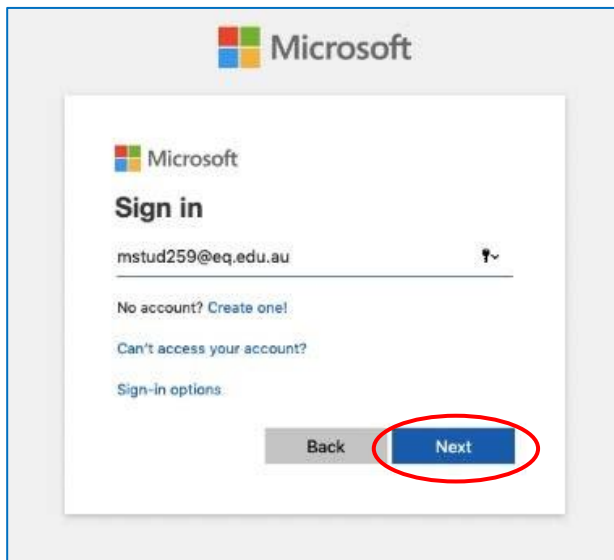 Microsoft
Microsoft
Sign in
mstud259@eq.edu.au
No account? Create one!
Can't access your account?
Sign-in options
Back Next